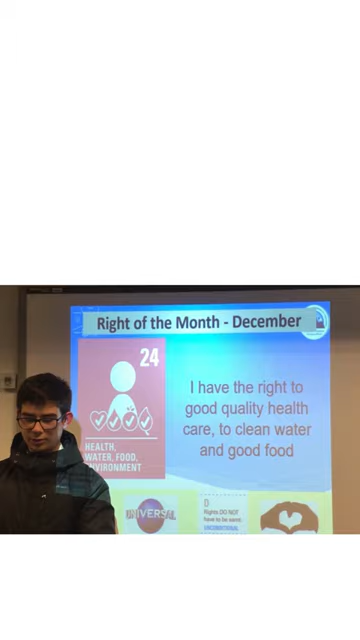 Right of the Month - December
24
I have the right to
good quality health
care, to clean water
and good food
HEALTH,
WATER, FOOD,
ENVIRONMENT
UNIVERSAL
Rights DO NOT
have to be earnt.
UNCONDITIONAL